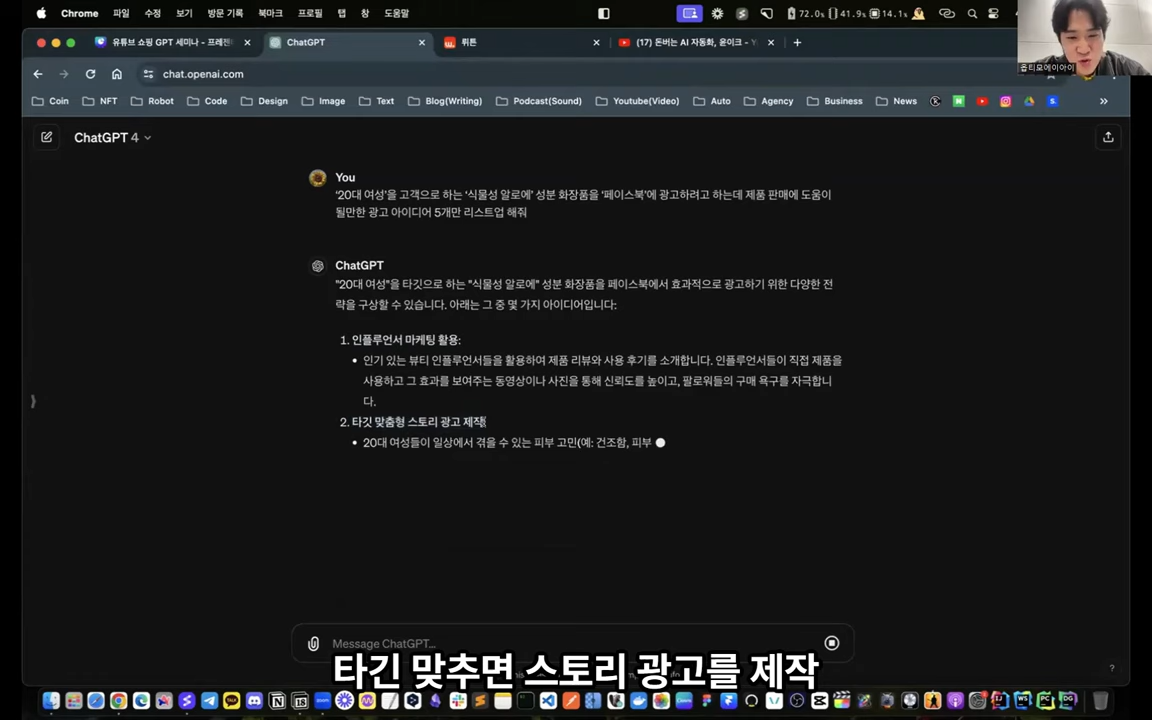 Chrome 파일 수정 보기 방문 기록 북마크 프로필 탭 창 도움말 72.0% 41.9% 14.1%
유튜브 쇼핑 GPT 세미나 - 프레젠 ChatGPT 뤼튼 (17) 돈버는 AI 자동화, 윤이크 - Y
chat.openai.com
옵티모에이아이
Coin NFT Robot Code Design Image Text Blog(Writing) Podcast(Sound) Youtube(Video) Auto Agency Business News
ChatGPT 4
You
'20대 여성'을 고객으로 하는 '식물성 알로에' 성분 화장품을 '페이스북'에 광고하려고 하는데 제품 판매에 도움이
될만한 광고 아이디어 5개만 리스트업 해줘
ChatGPT
"20대 여성"을 타깃으로 하는 "식물성 알로에" 성분 화장품을 페이스북에서 효과적으로 광고하기 위한 다양한 전
략을 구상할 수 있습니다. 아래는 그 중 몇 가지 아이디어입니다:
1. 인플루언서 마케팅 활용:
• 인기 있는 뷰티 인플루언서들을 활용하여 제품 리뷰와 사용 후기를 소개합니다. 인플루언서들이 직접 제품을
사용하고 그 효과를 보여주는 동영상이나 사진을 통해 신뢰도를 높이고, 팔로워들의 구매 욕구를 자극합니
다.
2. 타깃 맞춤형 스토리 광고 제작:
• 20대 여성들이 일상에서 겪을 수 있는 피부 고민(예: 건조함, 피부
Message ChatGPT...
타긴 맞추면 스토리 광고를 제작
?